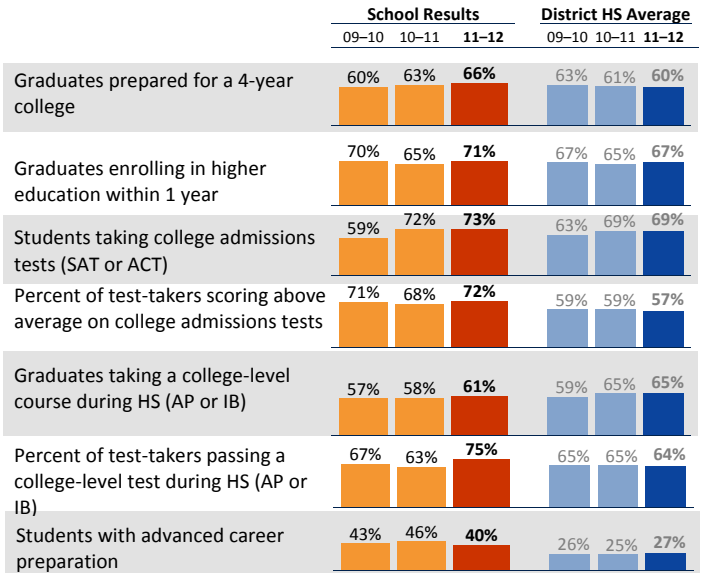 School Results District HS Average
09–10 10–11 11–12 09–10 10–11 11–12
60% 63% 66% 63% 61% 60%
Graduates prepared for a 4-year
college
70% 65% 71% 67% 65% 67%
Graduates enrolling in higher
education within 1 year
59% 72% 73% 63% 69% 69%
Students taking college admissions
tests (SAT or ACT)
71% 68% 72% 59% 59% 57%
Percent of test-takers scoring above
average on college admissions tests
Graduates taking a college-level
course during HS (AP or IB)
57% 58% 61% 59% 65% 65%
67% 63% 75% 65% 65% 64%
Percent of test-takers passing a
college-level test during HS (AP or
IB)
43% 46% 40% 26% 25% 27%
Students with advanced career
preparation